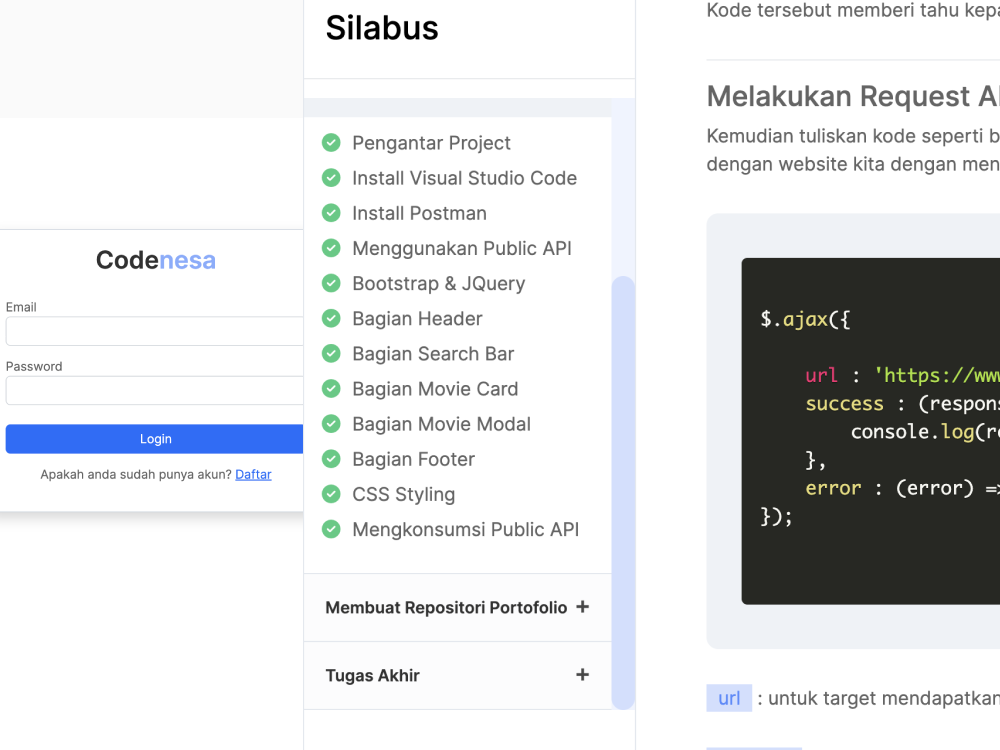 Codenesa
Email
Password
Login
Apakah anda sudah punya akun? Daftar
Silabus
Pengantar Project
Install Visual Studio Code
Install Postman
Menggunakan Public API
Bootstrap & JQuery
Bagian Header
Bagian Search Bar
Bagian Movie Card
Bagian Movie Modal
Bagian Footer
CSS Styling
Mengkonsumsi Public API
Membuat Repositori Portofolio +
Tugas Akhir +
Kode tersebut memberi tahu
Melakukan Request
Kemudian tuliskan kode seperti
dengan website kita dengan
$.ajax({
url : 'https://www
success : (respons
console.log(
},
error : (error) =>
});
url : untuk target mendapatkan